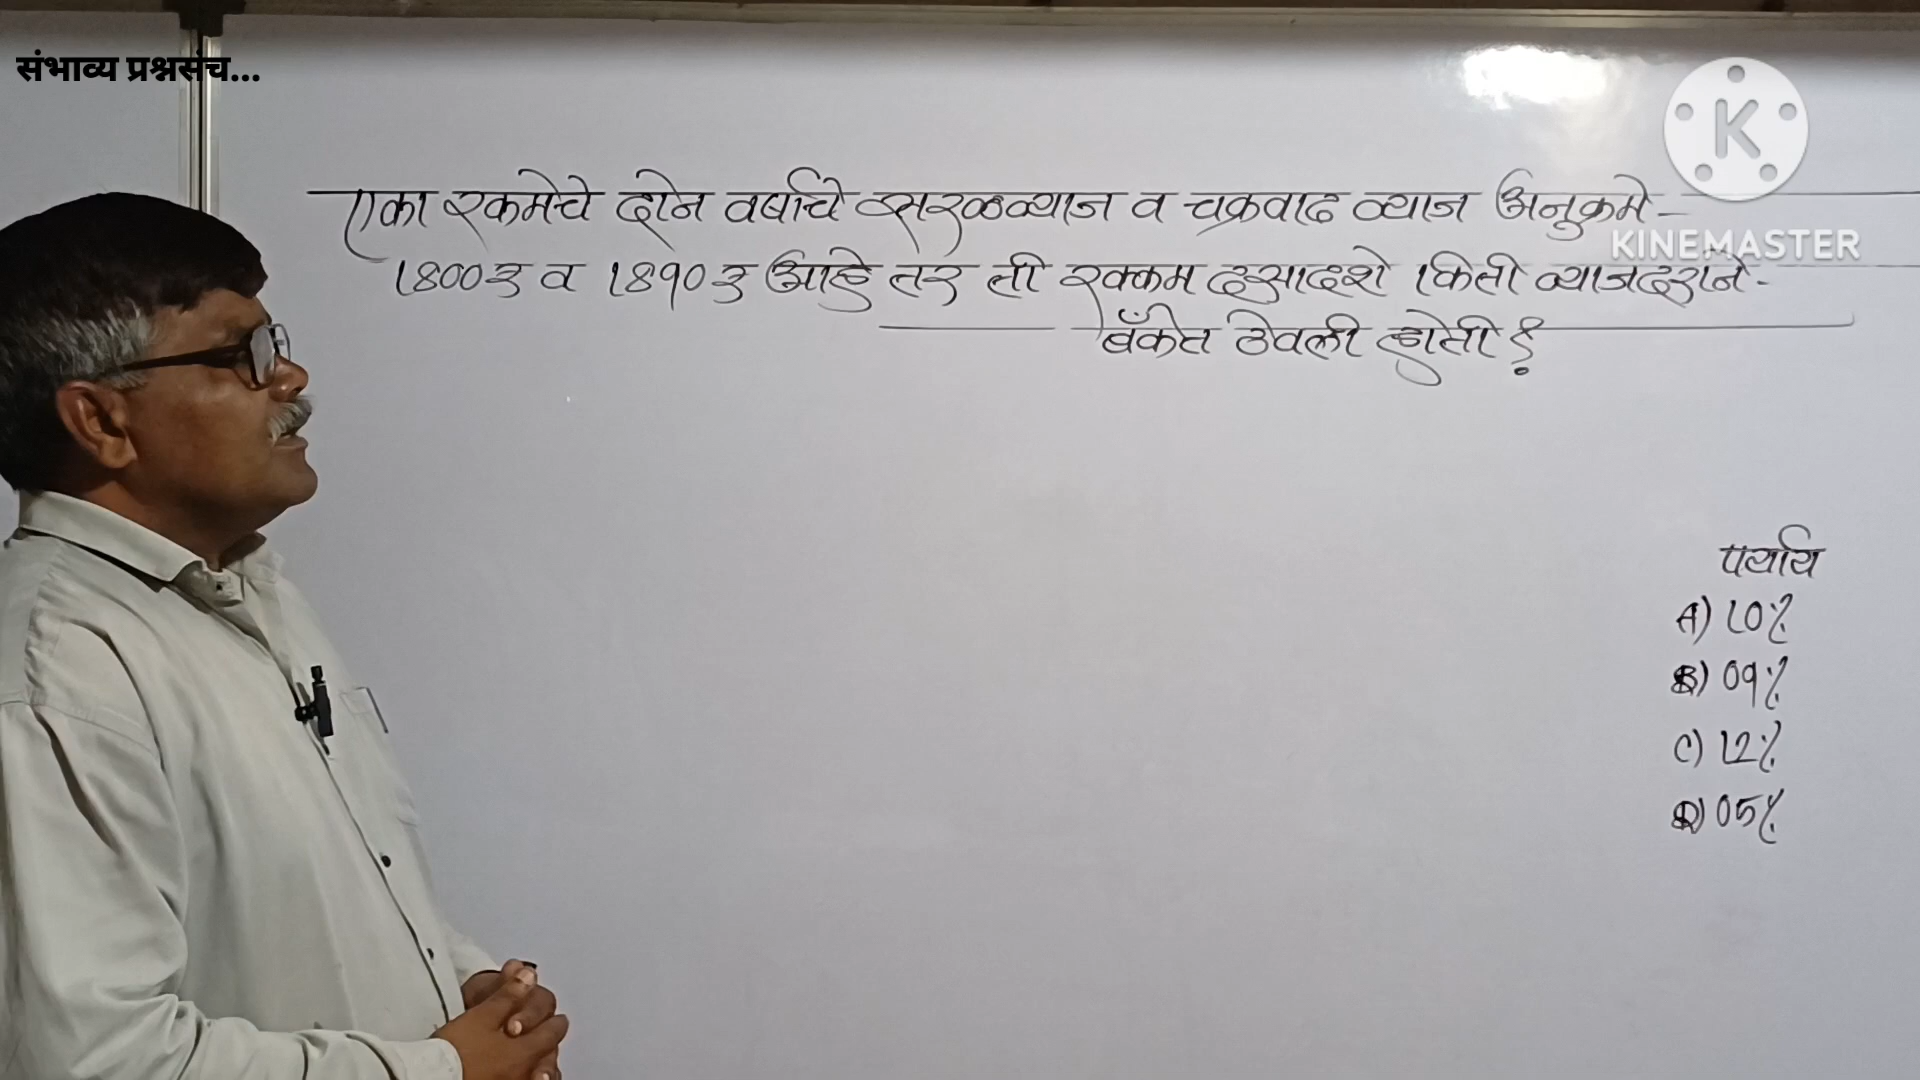 संभाव्य प्रश्नसंच...
एका रकमेचे दोन वर्षाचे सरळव्याज व चक्रवाढ व्याज अनुक्रमे -
1800रु व 1890रु आहे तर ती रक्कम दसादशे किती व्याजदराने -
बँकेत ठेवली होती ?
KINEMASTER
पर्याय
A) 10%
B) 09%
C) 12%
D) 05%